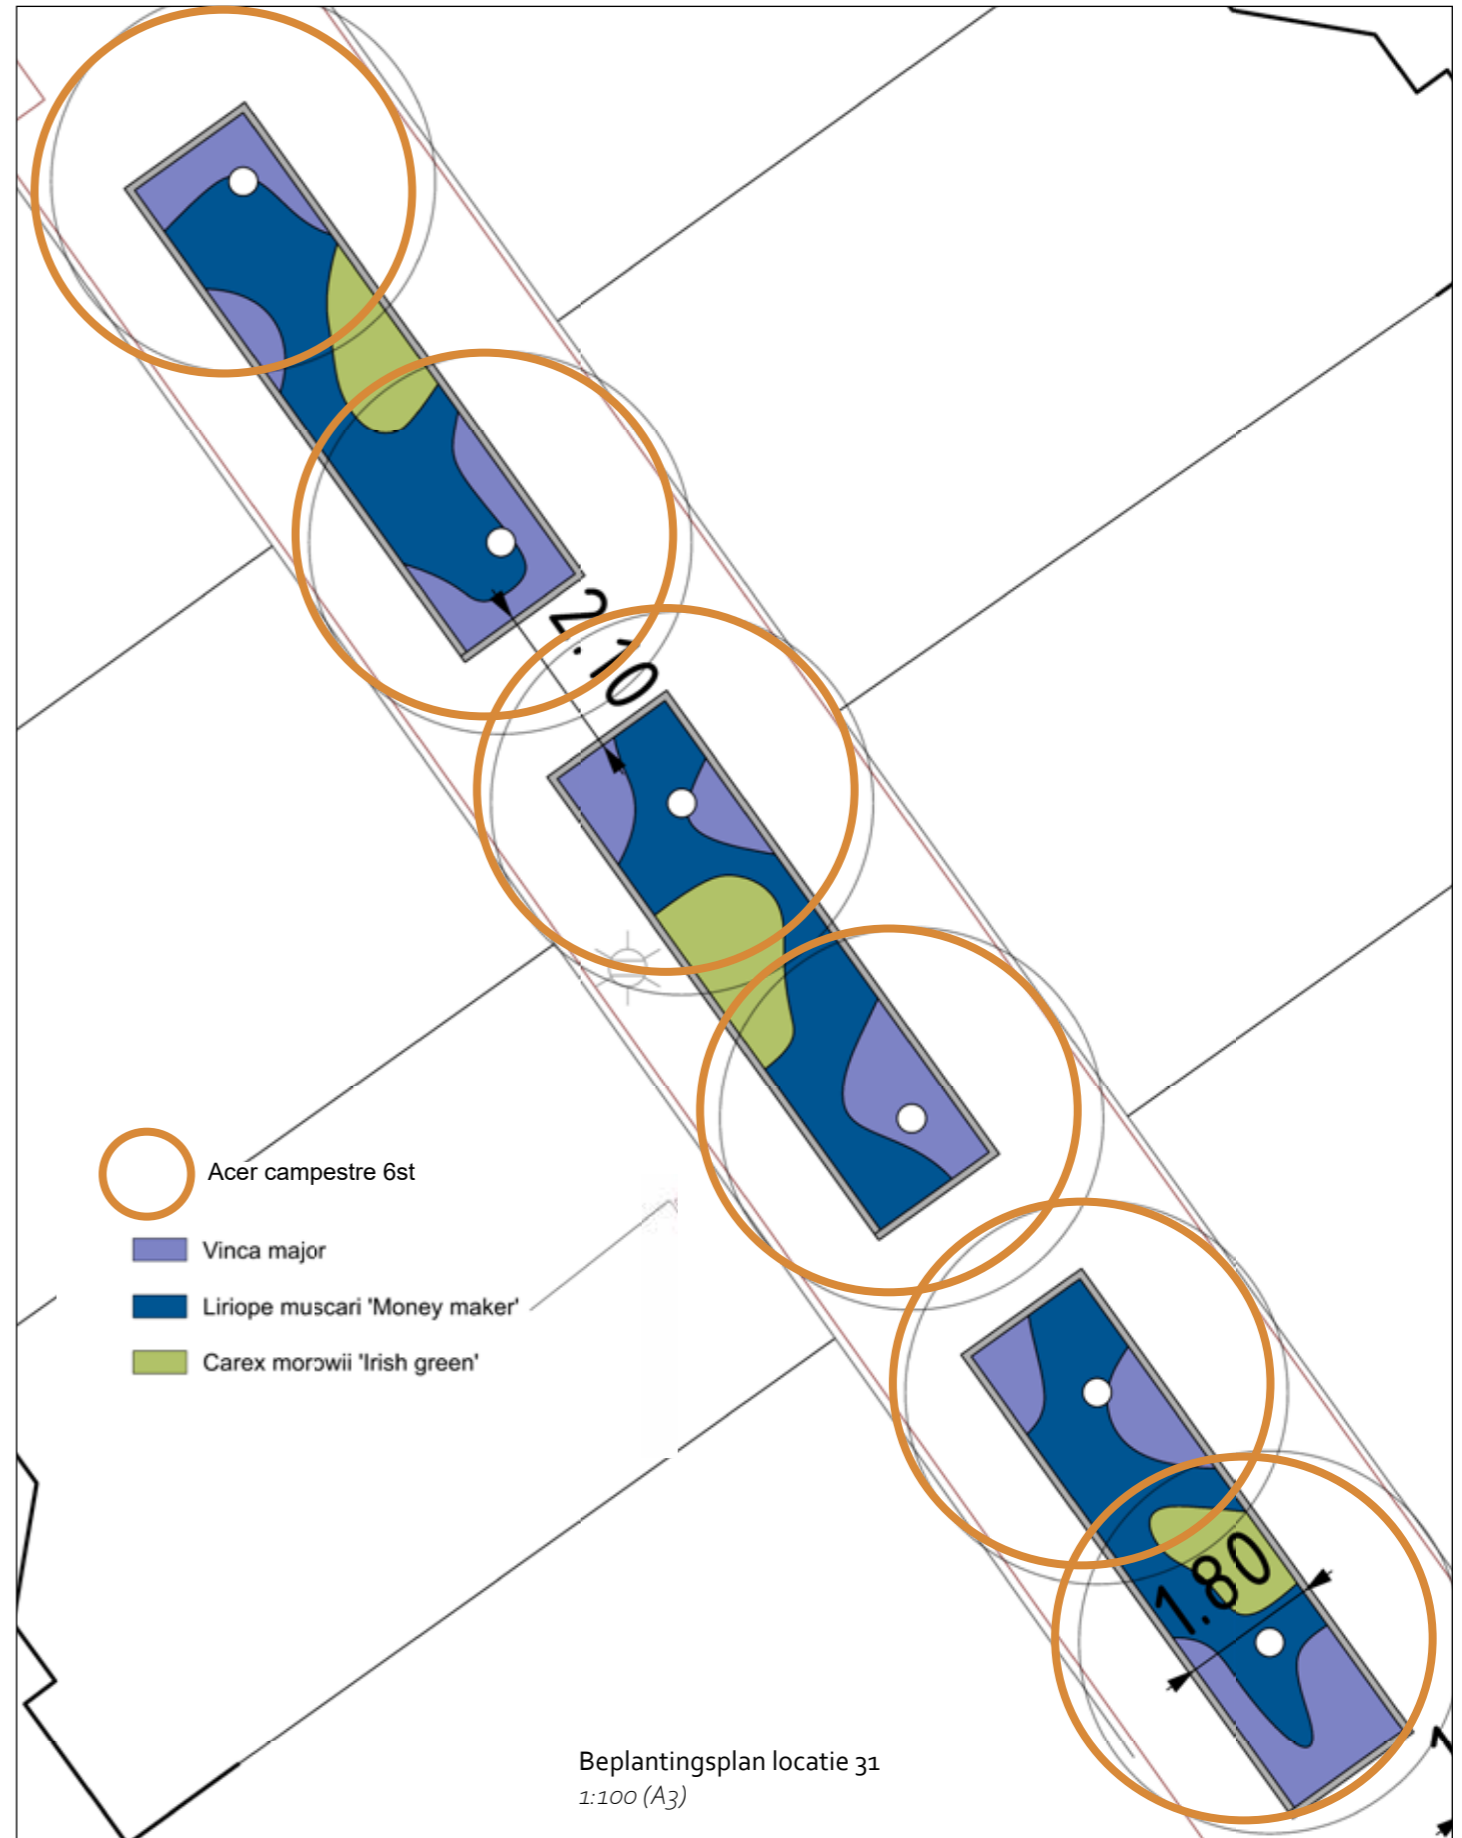 2.10
Acer campestre 6st
Vinca major
Liriope muscari 'Money maker'
Carex morowii 'Irish green'
1.80
Beplantingsplan locatie 31
1:100 (A3)